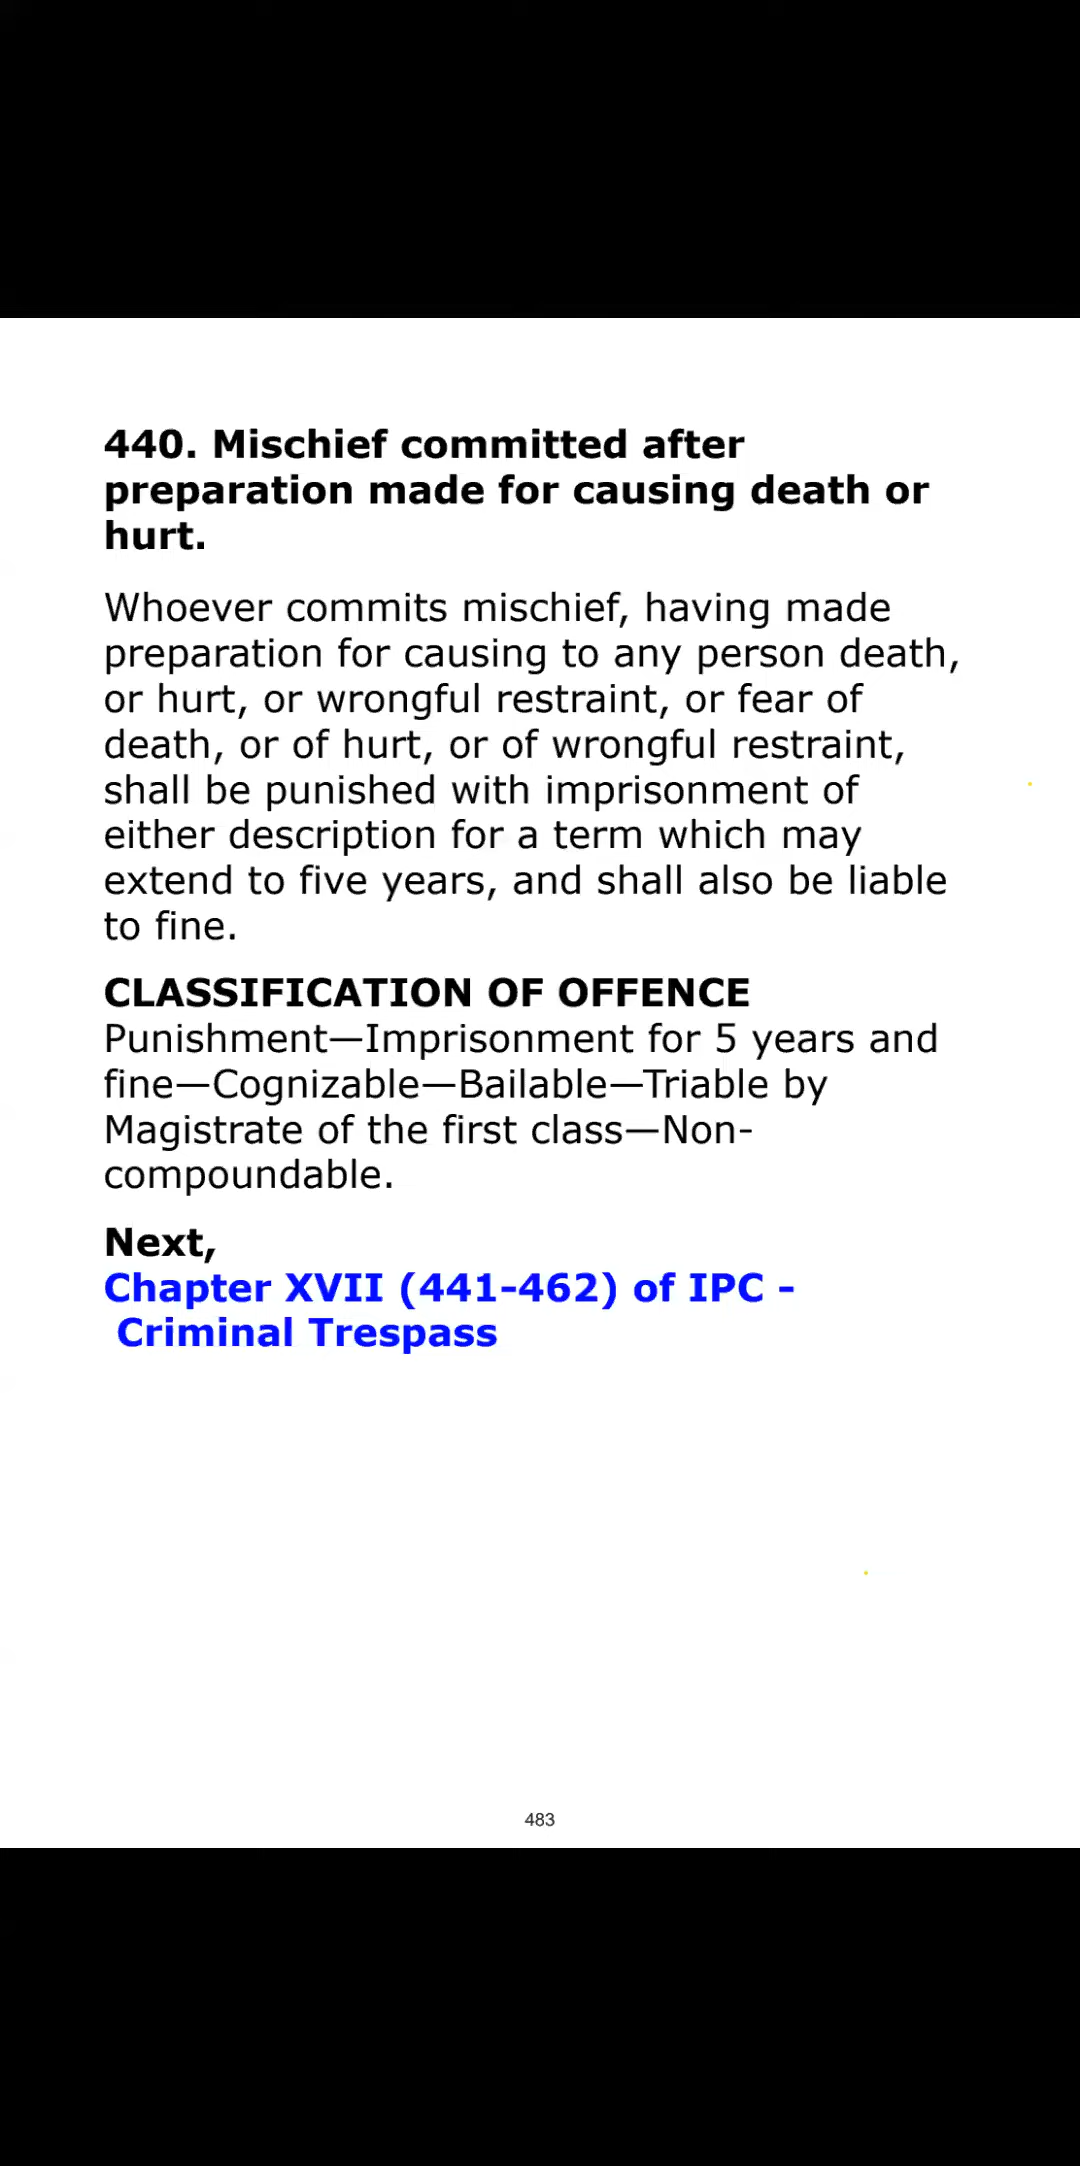 440. Mischief committed after
preparation made for causing death or
hurt.
Whoever commits mischief, having made
preparation for causing to any person death,
or hurt, or wrongful restraint, or fear of
death, or of hurt, or of wrongful restraint,
shall be punished with imprisonment of
either description for a term which may
extend to five years, and shall also be liable
to fine.
CLASSIFICATION OF OFFENCE
Punishment—Imprisonment for 5 years and
fine—Cognizable—Bailable—Triable by
Magistrate of the first class—Non-
compoundable.
Next,
Chapter XVII (441-462) of IPC -
Criminal Trespass
483